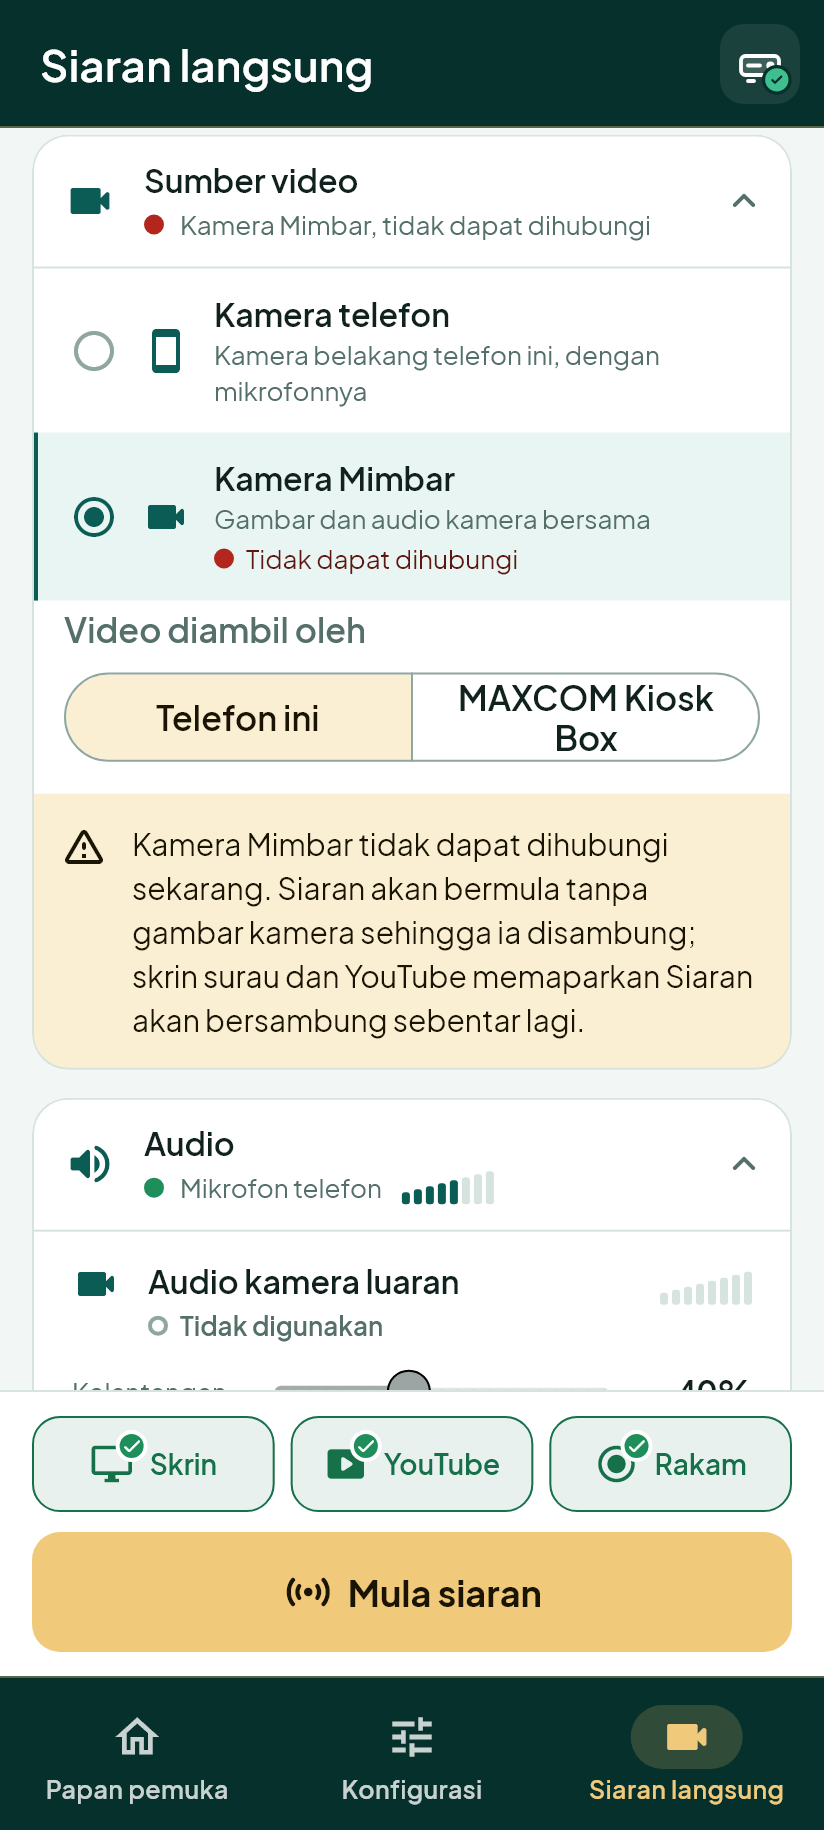 Siaran langsung
Sumber video
Kamera Mimbar, tidak dapat dihubungi
Kamera telefon
Kamera belakang telefon ini, dengan
mikrofonnya
Kamera Mimbar
Gambar dan audio kamera bersama
Tidak dapat dihubungi
Video diambil oleh
Telefon ini
MAXCOM Kiosk
Box
Kamera Mimbar tidak dapat dihubungi
sekarang. Siaran akan bermula tanpa
gambar kamera sehingga ia disambung;
skrin surau dan YouTube memaparkan Siaran
akan bersambung sebentar lagi.
Audio
Mikrofon telefon
Audio kamera luaran
Tidak digunakan
40%
Skrin
YouTube
Rakam
Mula siaran
Papan pemuka
Konfigurasi
Siaran langsung